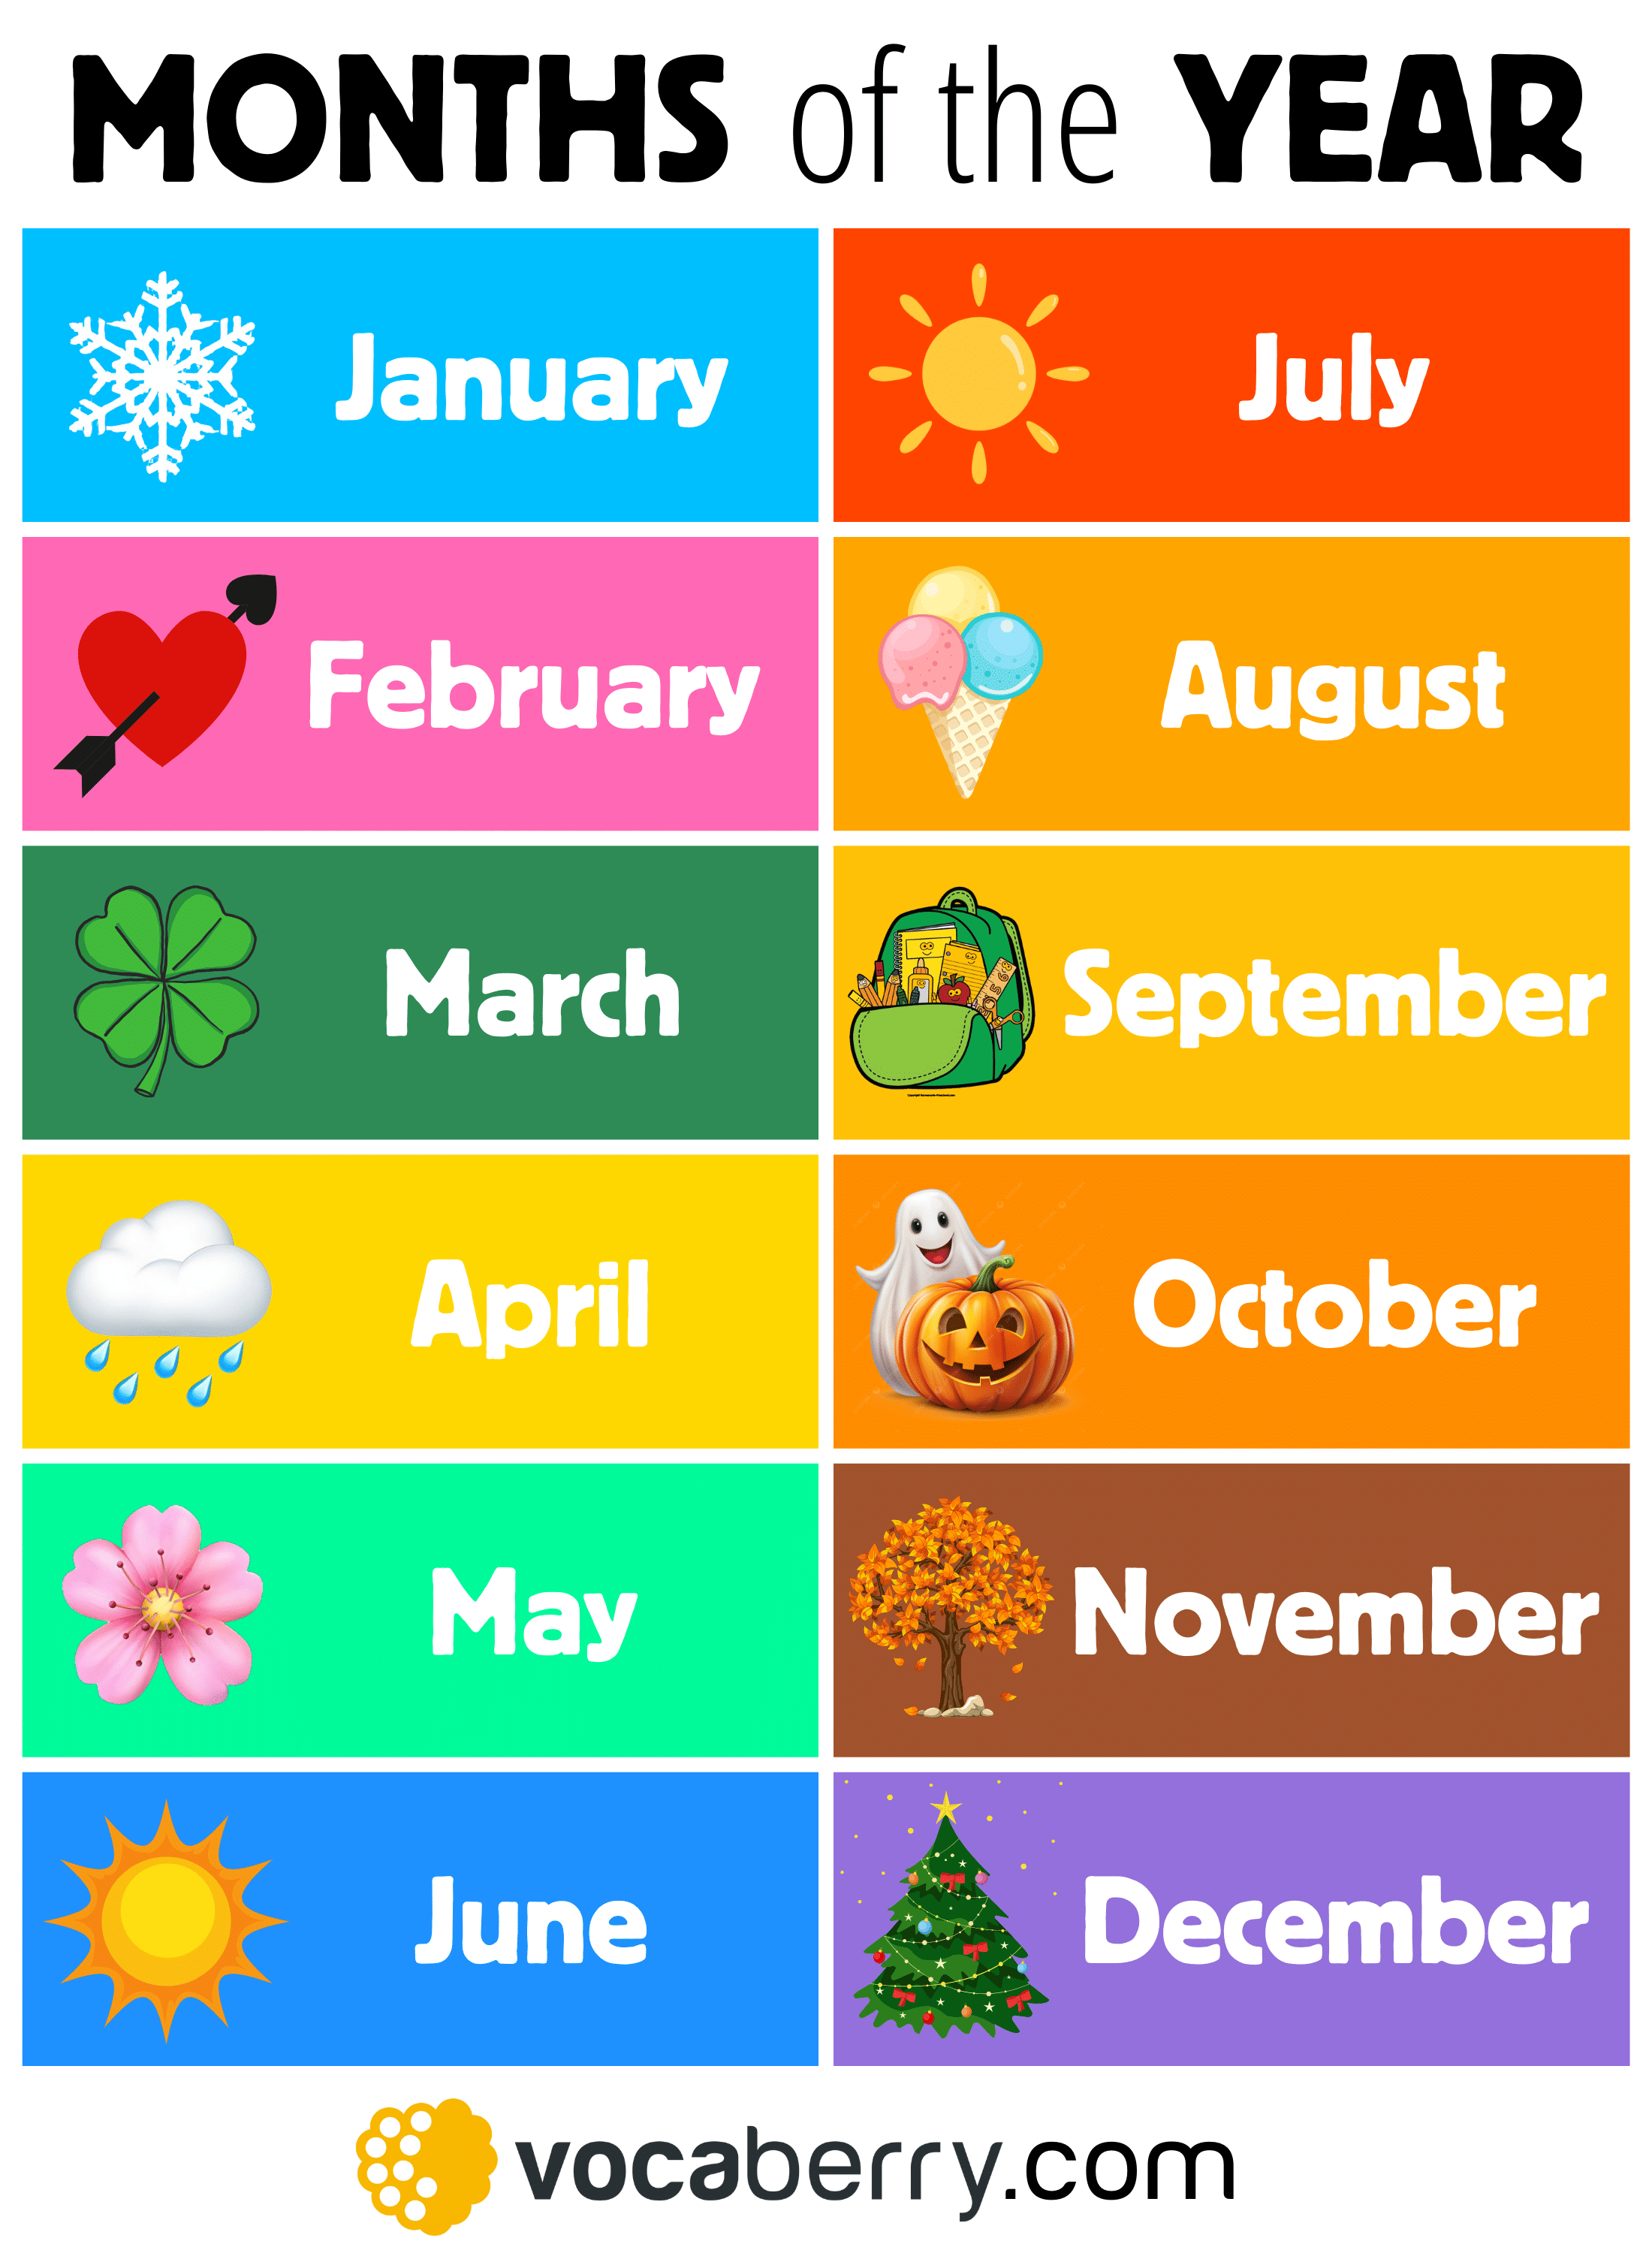 MONTHS of the YEAR
January
July
February
August
March
September
April
October
May
November
June
December
vocaberry.com